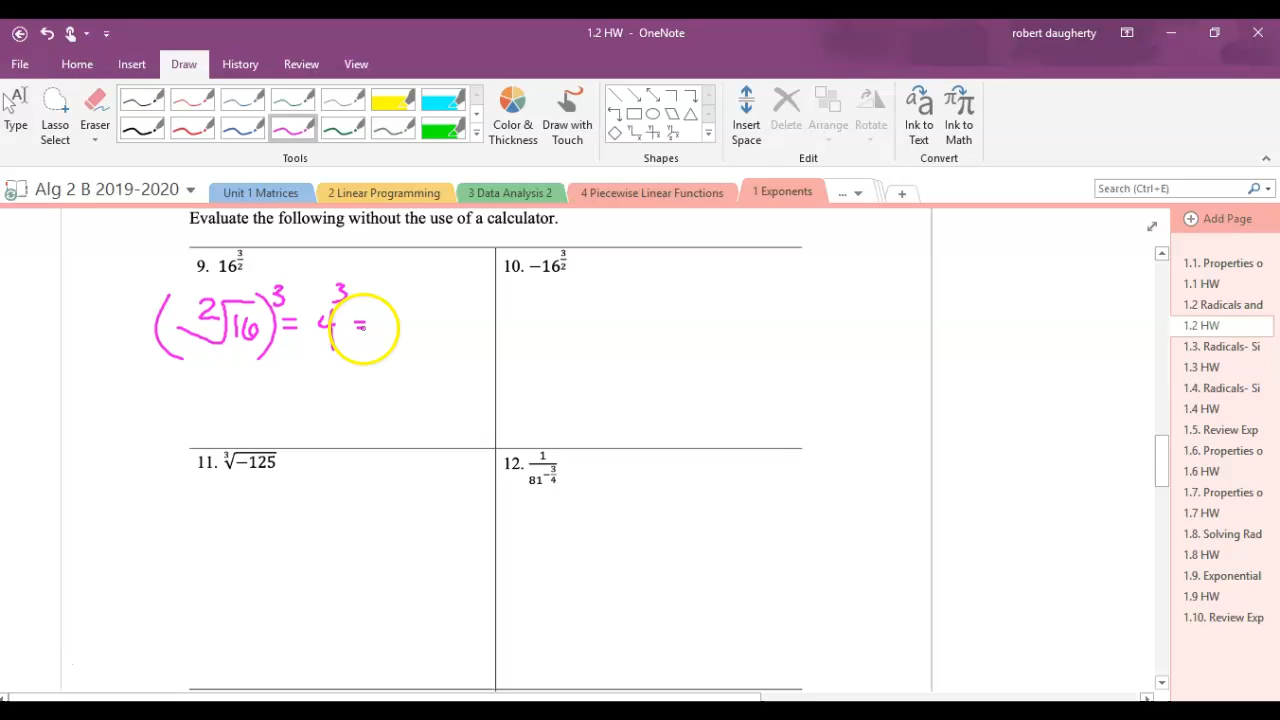 1.2 HW - OneNote
robert daugherty
File Home Insert Draw History Review View
Type
Lasso Select
Eraser
Color & Thickness
Draw with Touch
Insert Space
Delete
Arrange
Rotate
Ink to Text
Ink to Math
Tools
Shapes
Edit
Convert
Alg 2 B 2019-2020
Unit 1 Matrices
2 Linear Programming
3 Data Analysis 2
4 Piecewise Linear Functions
1 Exponents
...
Search (Ctrl+E)
Add Page
Evaluate the following without the use of a calculator.
9. 16^(3/2)
10. −16^(3/2)
(²√16)³ = 4³ =
11. ³√−125
12. 1/81^(−3/4)
1.1. Properties o
1.1 HW
1.2 Radicals and
1.2 HW
1.3. Radicals- Si
1.3 HW
1.4. Radicals- Si
1.4 HW
1.5. Review Exp
1.6. Properties o
1.6 HW
1.7. Properties o
1.7 HW
1.8. Solving Rad
1.8 HW
1.9. Exponential
1.9 HW
1.10. Review Exp